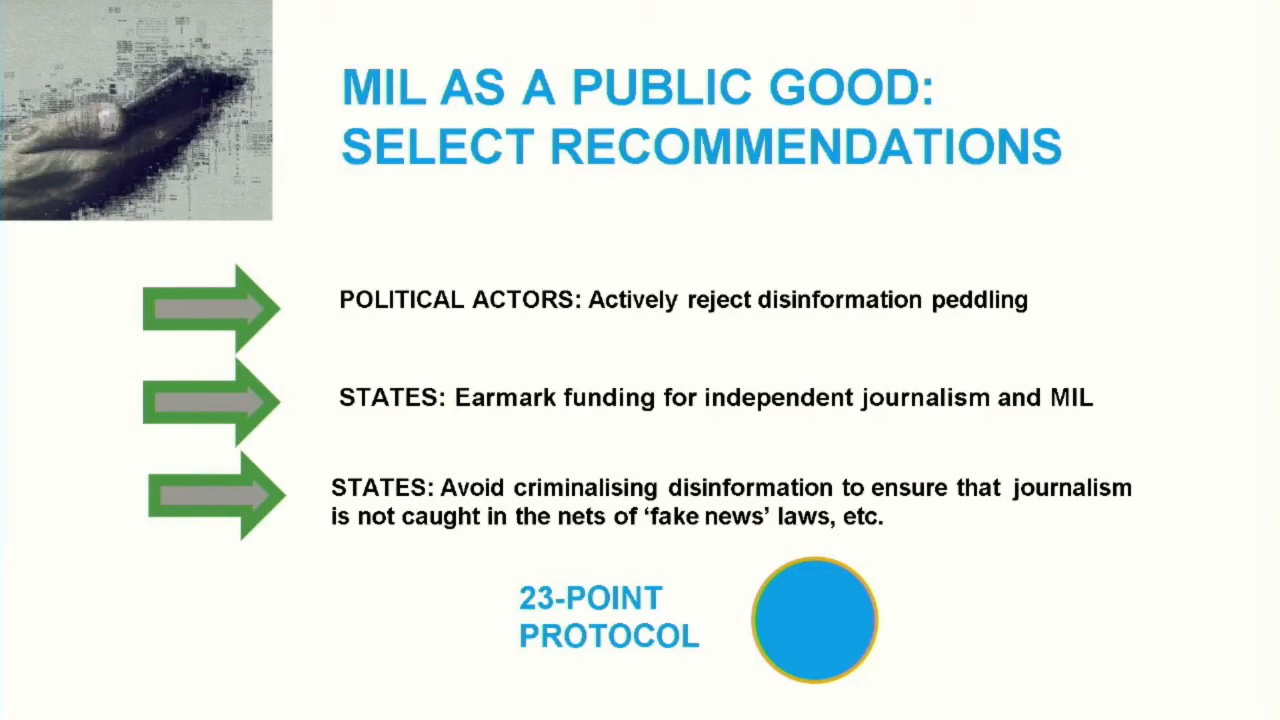 MIL AS A PUBLIC GOOD:
SELECT RECOMMENDATIONS
POLITICAL ACTORS: Actively reject disinformation peddling
STATES: Earmark funding for independent journalism and MIL
STATES: Avoid criminalising disinformation to ensure that journalism
is not caught in the nets of ‘fake news’ laws, etc.
23-POINT
PROTOCOL